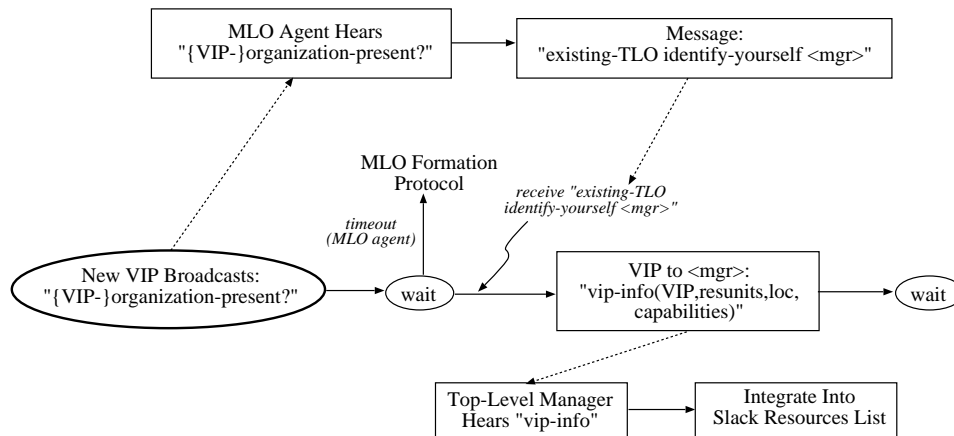 MLO Agent Hears
"{VIP-}organization-present?"
Message:
"existing-TLO identify-yourself <mgr>"
MLO Formation
Protocol
receive "existing-TLO
identify-yourself <mgr>"
timeout
(MLO agent)
New VIP Broadcasts:
"{VIP-}organization-present?"
wait
VIP to <mgr>:
"vip-info(VIP,resunits,loc,
capabilities)"
wait
Top-Level Manager
Hears "vip-info"
Integrate Into
Slack Resources List